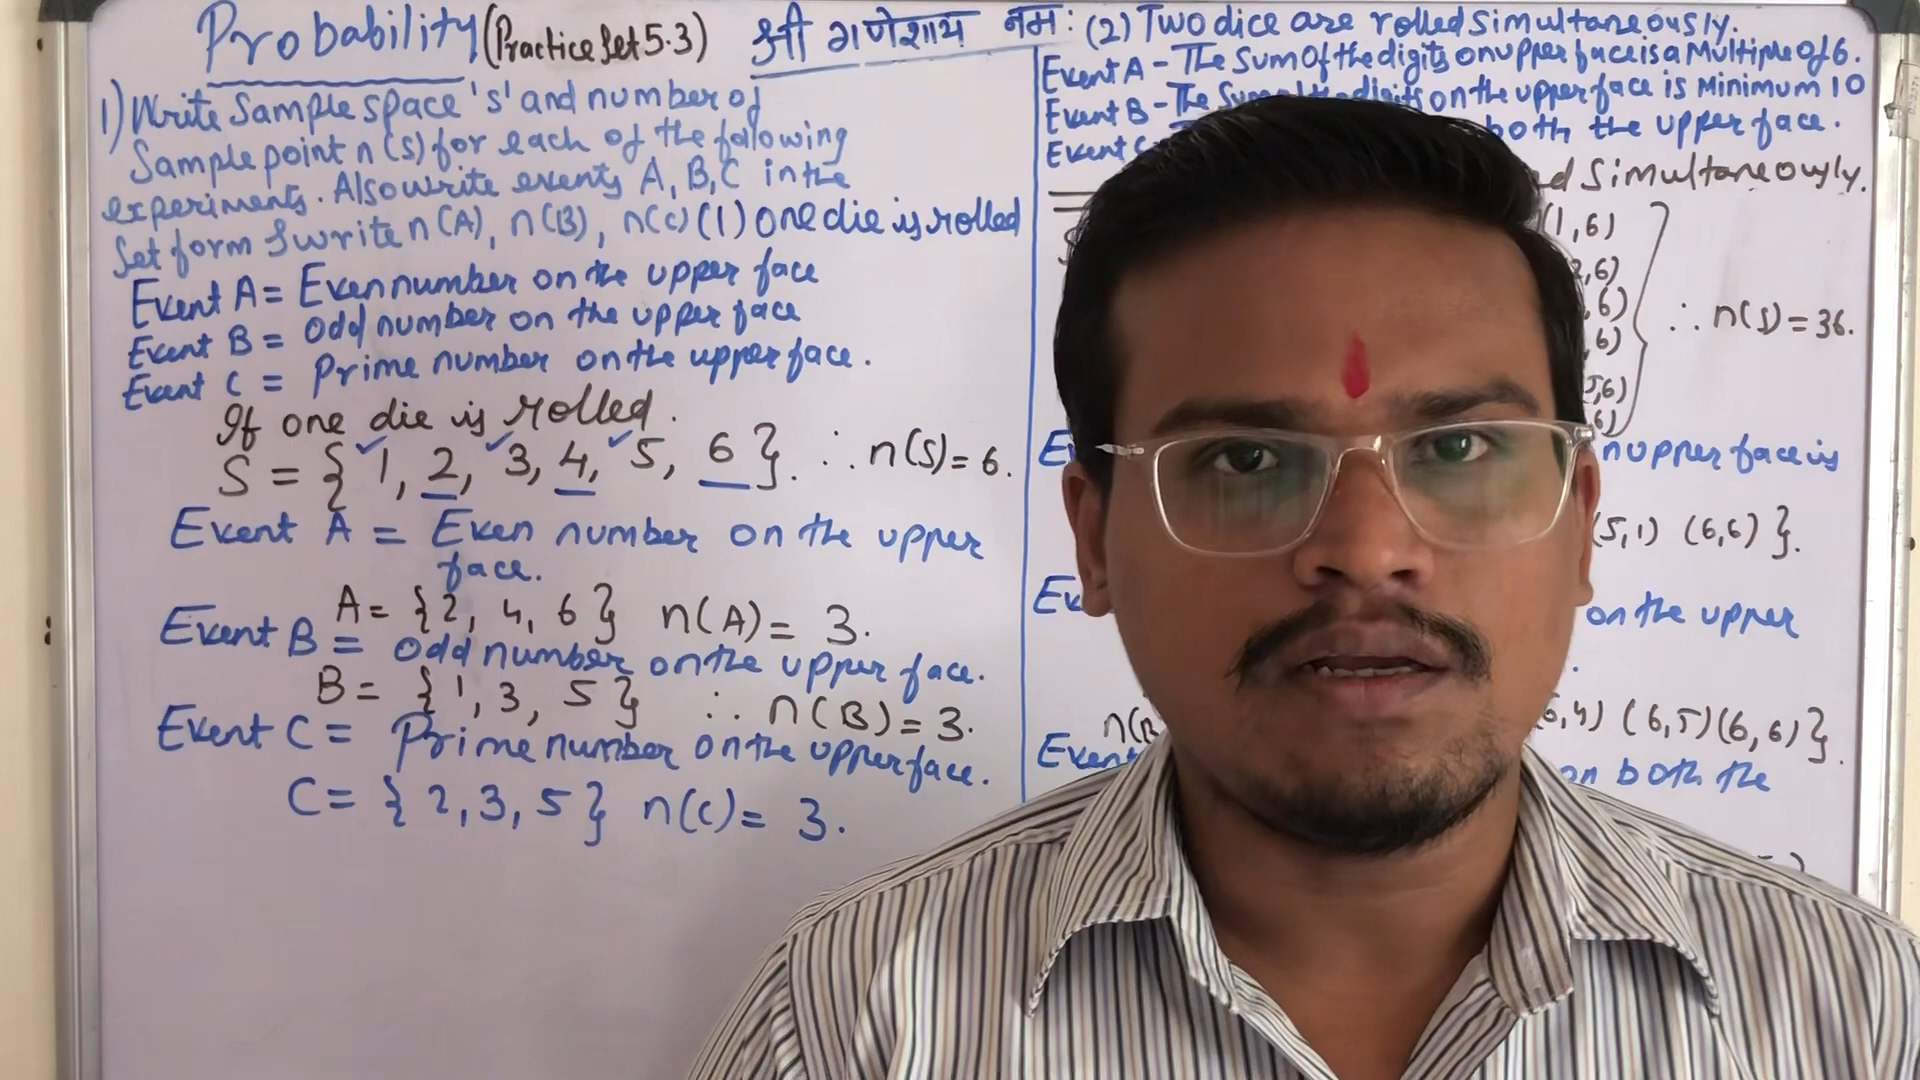 Probability (Practice Set 5.3) श्री गणेशाय नमः
1) Write Sample space 's' and number of
Sample point n(s) for each of the following
experiments. Also write events A, B, C in the
Set form & write n(A), n(B), n(c) (1) One die is rolled
Event A = Even number on the upper face
Event B = odd number on the upper face
Event C = Prime number on the upper face.
If one die is rolled.
S = { 1, 2, 3, 4, 5, 6 }. ∴ n(S) = 6.
Event A = Even number on the upper
face.
A = {2, 4, 6} n(A) = 3.
Event B = odd number on the upper face.
B = {1, 3, 5} ∴ n(B) = 3.
Event C = Prime number on the upper face.
C = { 2, 3, 5} n(c) = 3.
(2) Two dice are rolled simultaneously.
Event A - The Sum Of the digits on upper face is a Multiple of 6.
Event B - The Sum digits on the upper face is Minimum 10
Event C both the upper face.
Simultaneously.
(1,6)
,6)
,6)
,6) ∴ n(S) = 36.
5,6)
6) }
n upper face is
(5,1) (6,6) }.
on the upper
n(B ,4) (6,5) (6,6) }.
Event on both the